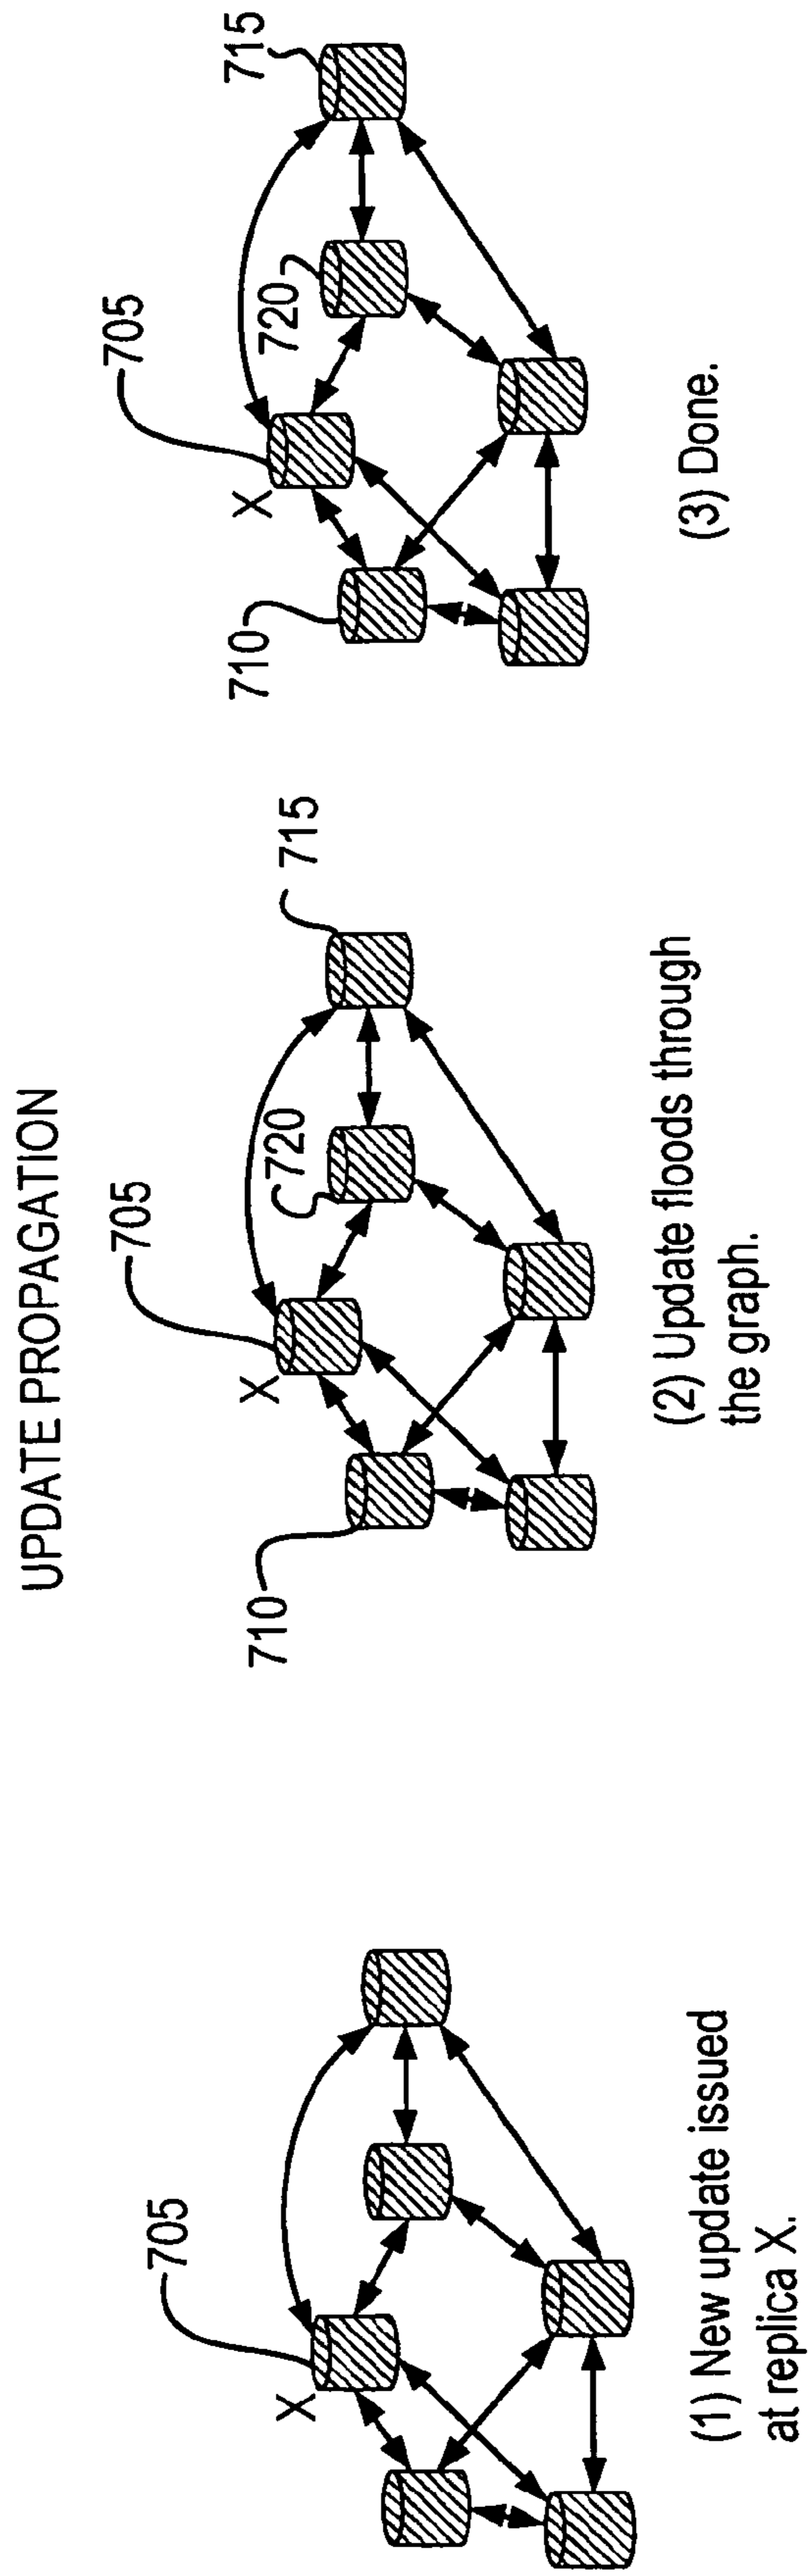 UPDATE PROPAGATION
705
X
(1) New update issued
at replica X.
705
X
710
720
715
(2) Update floods through
the graph.
705
X
710
720
715
(3) Done.